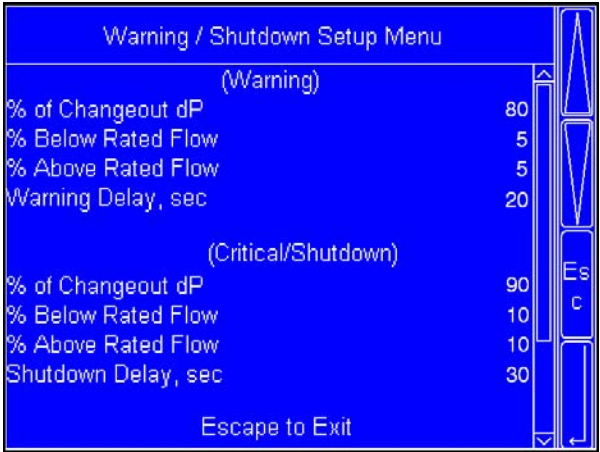 Warning / Shutdown Setup Menu
(Warning)
% of Changeout dP 80
% Below Rated Flow 5
% Above Rated Flow 5
Warning Delay, sec 20
(Critical/Shutdown)
% of Changeout dP 90
% Below Rated Flow 10
% Above Rated Flow 10
Shutdown Delay, sec 30
Escape to Exit
Es
c